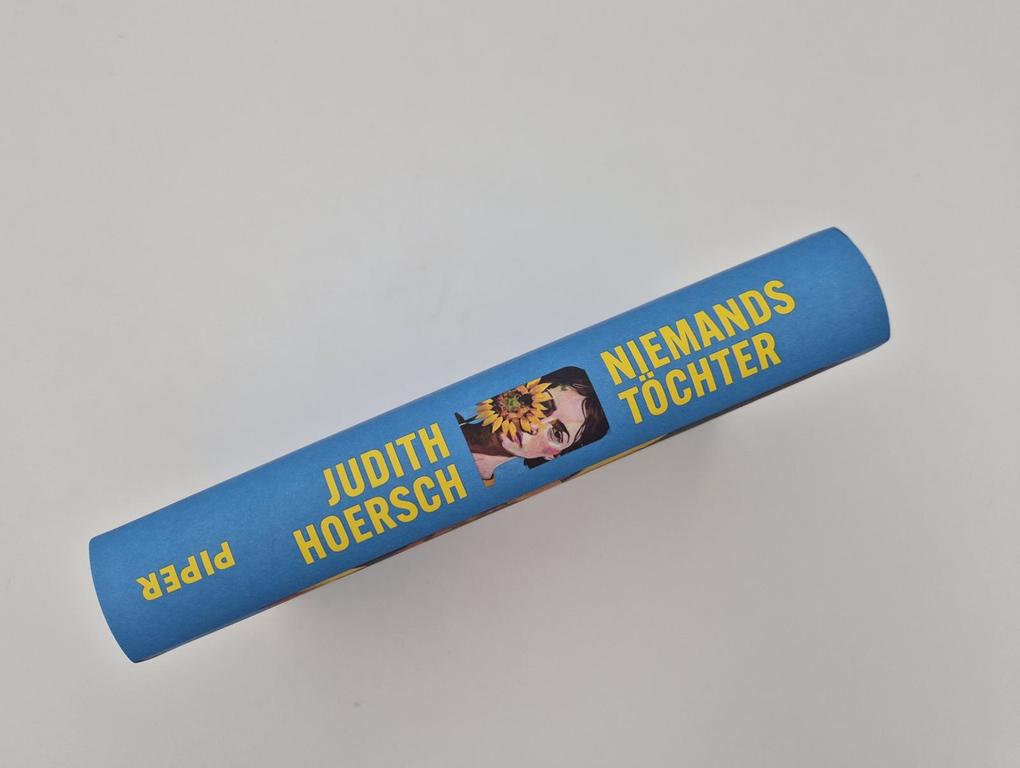 JUDITH
HOERSCH
NIEMANDS
TÖCHTER
PIPER